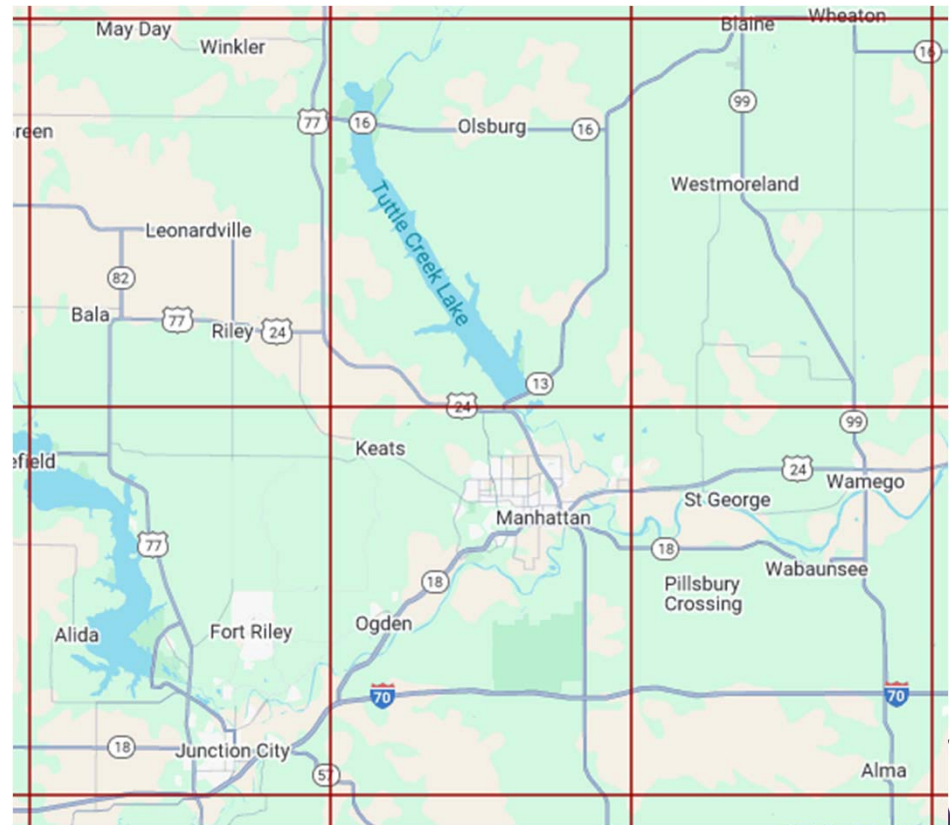 May Day
Winkler
Blaine
Wheaton
16
99
77
16
Olsburg
16
reen
Westmoreland
Tuttle Creek Lake
Leonardville
82
Bala
77
Riley
24
13
24
99
Keats
efield
24
Wamego
St George
Manhattan
77
18
18
Wabaunsee
Pillsbury
Crossing
Ogden
Fort Riley
Alida
70
70
18
Junction City
57
Alma